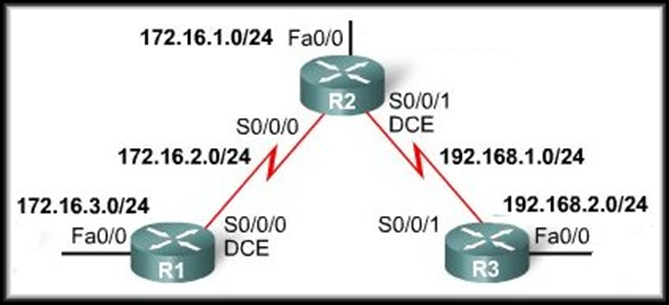 172.16.1.0/24 Fa0/0
R2
S0/0/1
DCE
S0/0/0
172.16.2.0/24
192.168.1.0/24
172.16.3.0/24
192.168.2.0/24
S0/0/0
DCE
S0/0/1
Fa0/0
R1
R3
Fa0/0